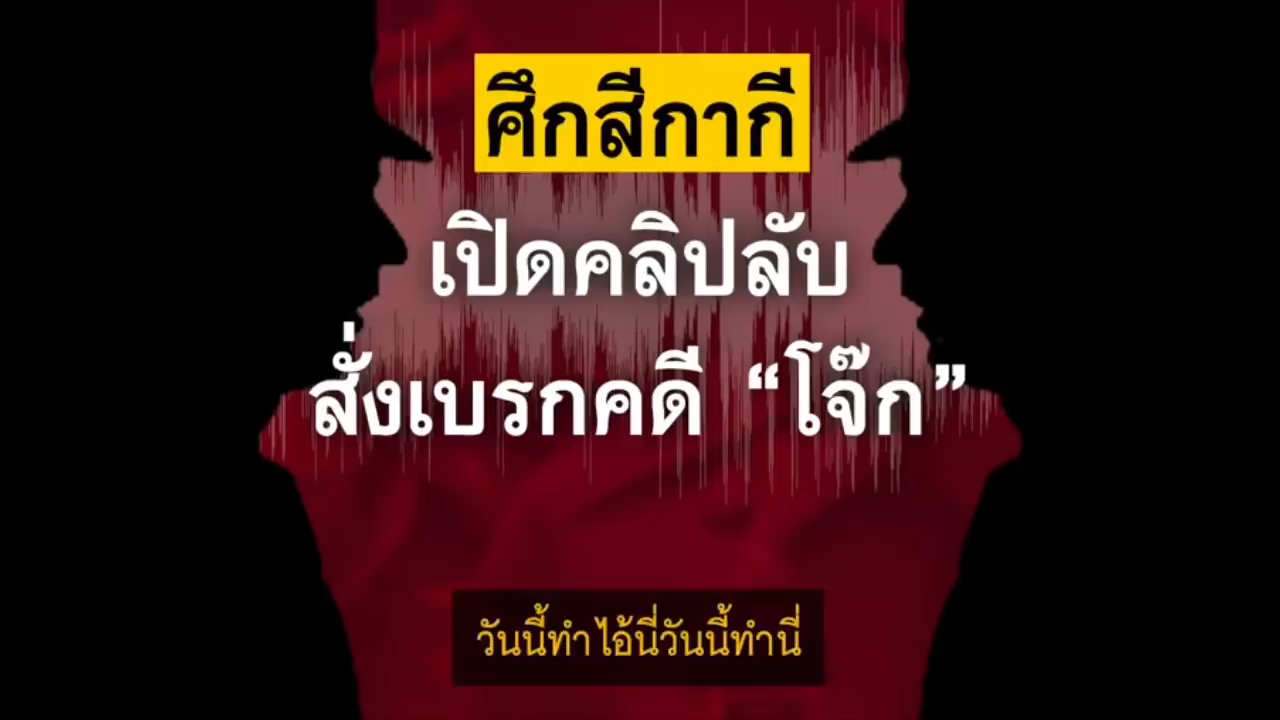 ศึกสีกากี
เปิดคลิปลับ
สั่งเบรกคดี “โจ๊ก”
วันนี้ทำไอ้นี่วันนี้ทำนี่